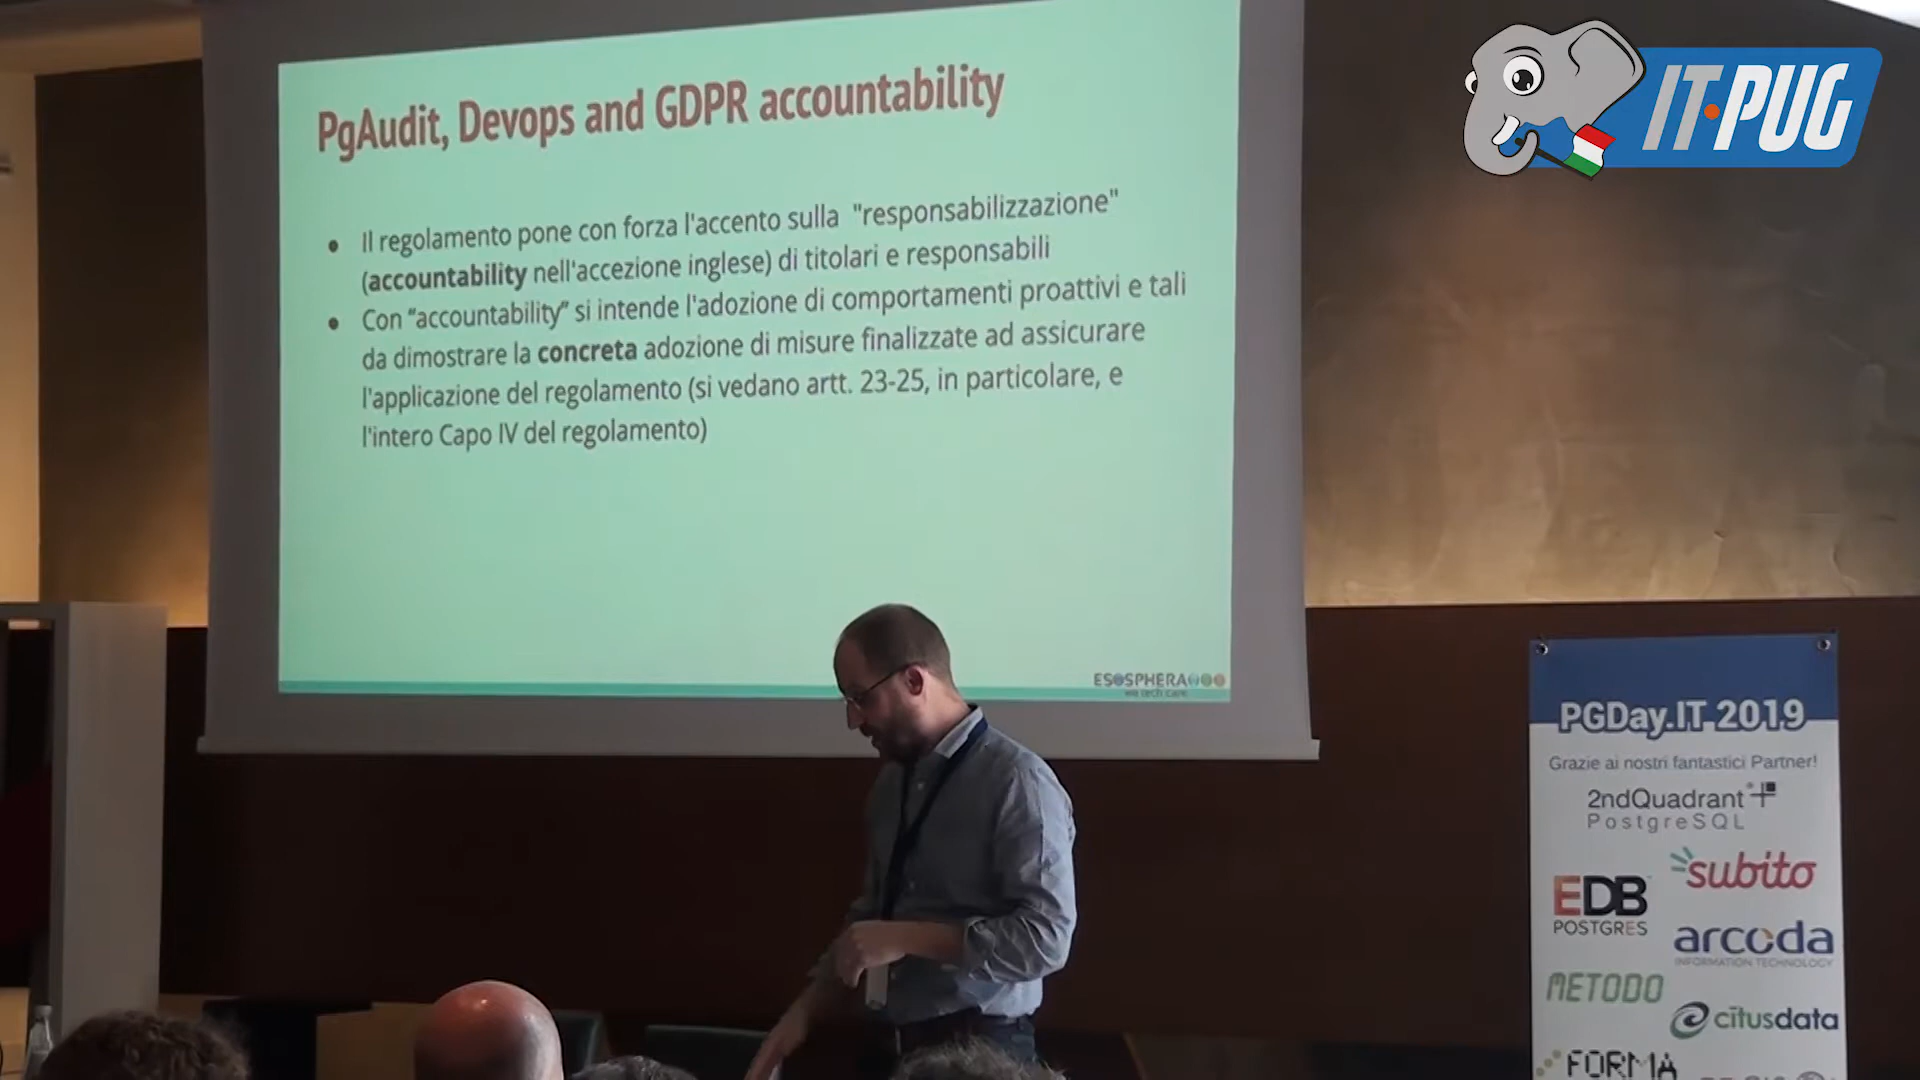 PgAudit, Devops and GDPR accountability
Il regolamento pone con forza l'accento sulla "responsabilizzazione"
(accountability nell'accezione inglese) di titolari e responsabili
Con “accountability” si intende l'adozione di comportamenti proattivi e tali
da dimostrare la concreta adozione di misure finalizzate ad assicurare
l'applicazione del regolamento (si vedano artt. 23-25, in particolare, e
l'intero Capo IV del regolamento)
ESOSPHERA
we tech care
IT·PUG
PGDay.IT 2019
Grazie ai nostri fantastici Partner!
2ndQuadrant
PostgreSQL
subito
EDB
POSTGRES
arcoda
INFORMATION TECHNOLOGY
METODO
citusdata
FORMA